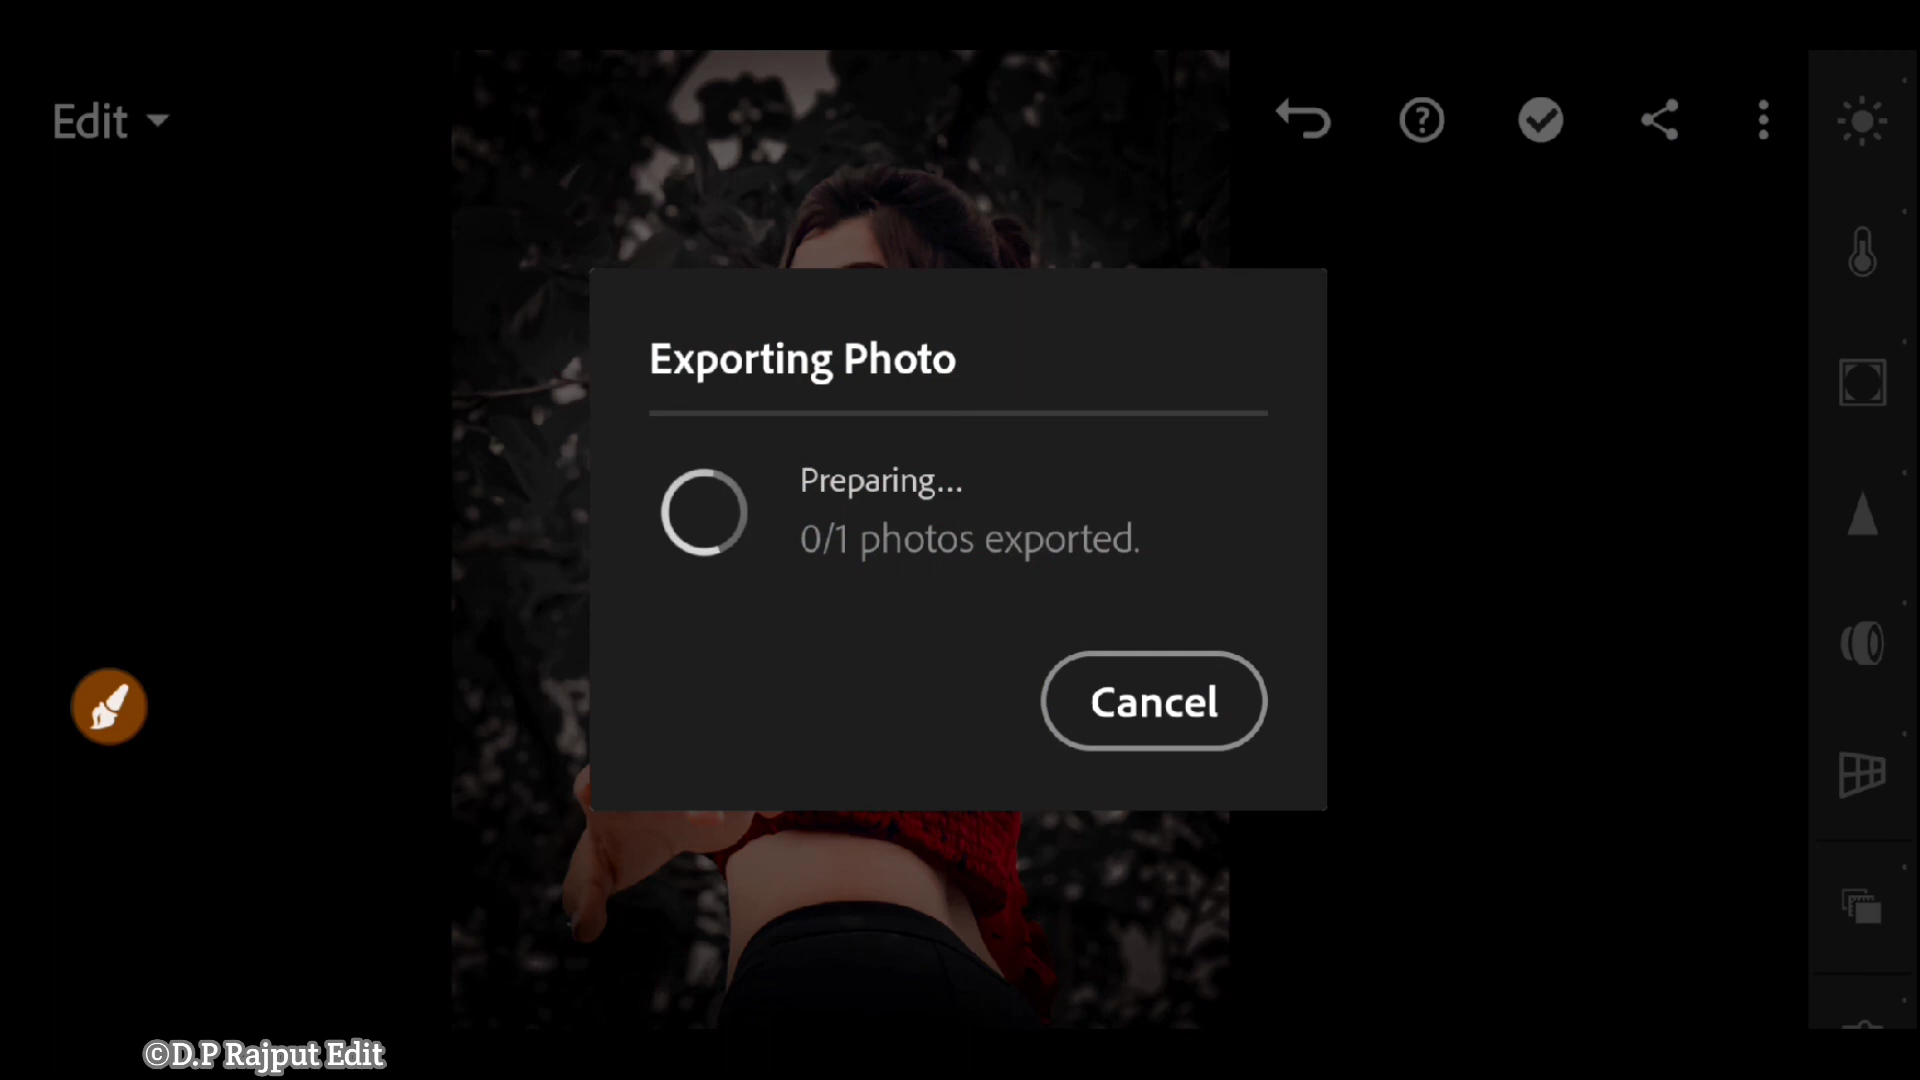 Edit
Exporting Photo
Preparing...
0/1 photos exported.
Cancel
©D.P Rajput Edit